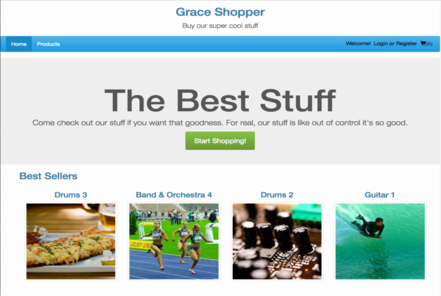 Grace Shopper
Buy our super cool stuff
Home Products Welcome! Login or Register
The Best Stuff
Come check out our stuff if you want that goodness. For real, our stuff is like out of control it's so good.
Start Shopping!
Best Sellers
Drums 3 Band & Orchestra 4 Drums 2 Guitar 1